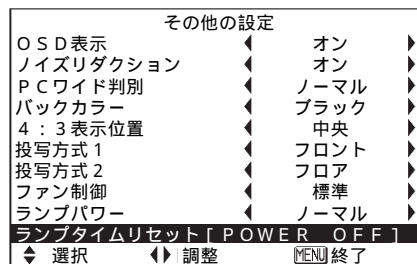 その他の設定
ＯＳＤ表示 オン
ノイズリダクション オン
ＰＣワイド判別 ノーマル
バックカラー ブラック
４：３表示位置 中央
投写方式１ フロント
投写方式２ フロア
ファン制御 標準
ランプパワー ノーマル
ランプタイムリセット［ＰＯＷＥＲ　ＯＦＦ］
選択 調整 MENU 終了